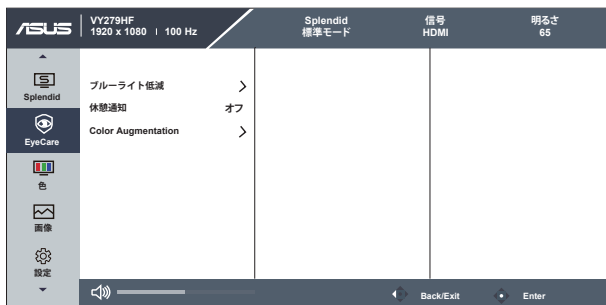 ASUS
VY279HF
1920 x 1080 | 100 Hz
Splendid
標準モード
信号
HDMI
明るさ
65
Splendid
EyeCare
色
画像
設定
ブルーライト低減
休憩通知 オフ
Color Augmentation
Back/Exit
Enter